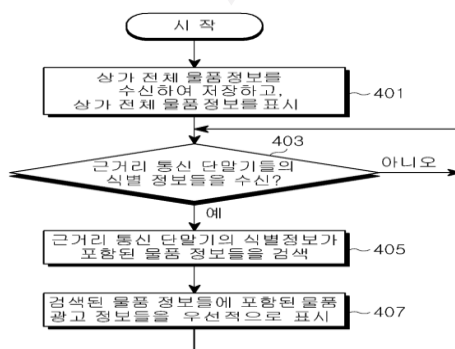 시 작
상가 전체 물품 정보를
수신하여 저장하고,
상가 전체 물품 정보를 표시
401
403
근거리 통신 단말기들의
식별 정보들을 수신?
아니오
예
근거리 통신 단말기의 식별정보가
포함된 물품 정보들을 검색
405
검색된 물품 정보들에 포함된 물품
광고 정보들을 우선적으로 표시
407